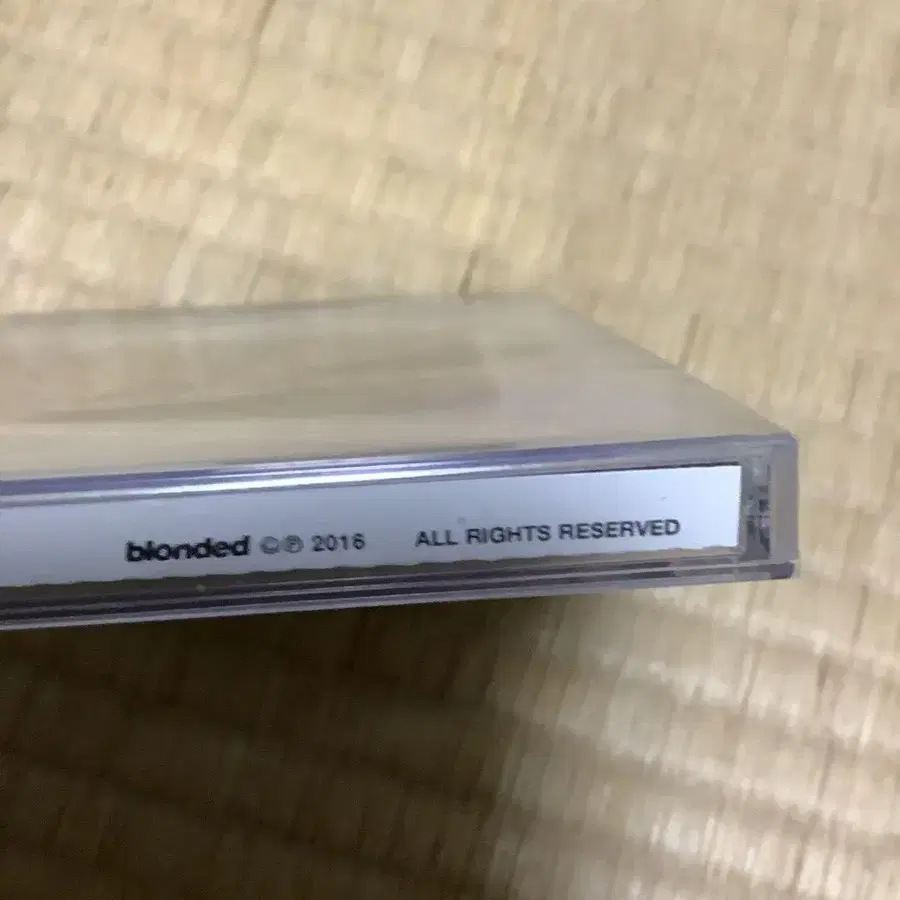 blonded ©℗ 2016 ALL RIGHTS RESERVED